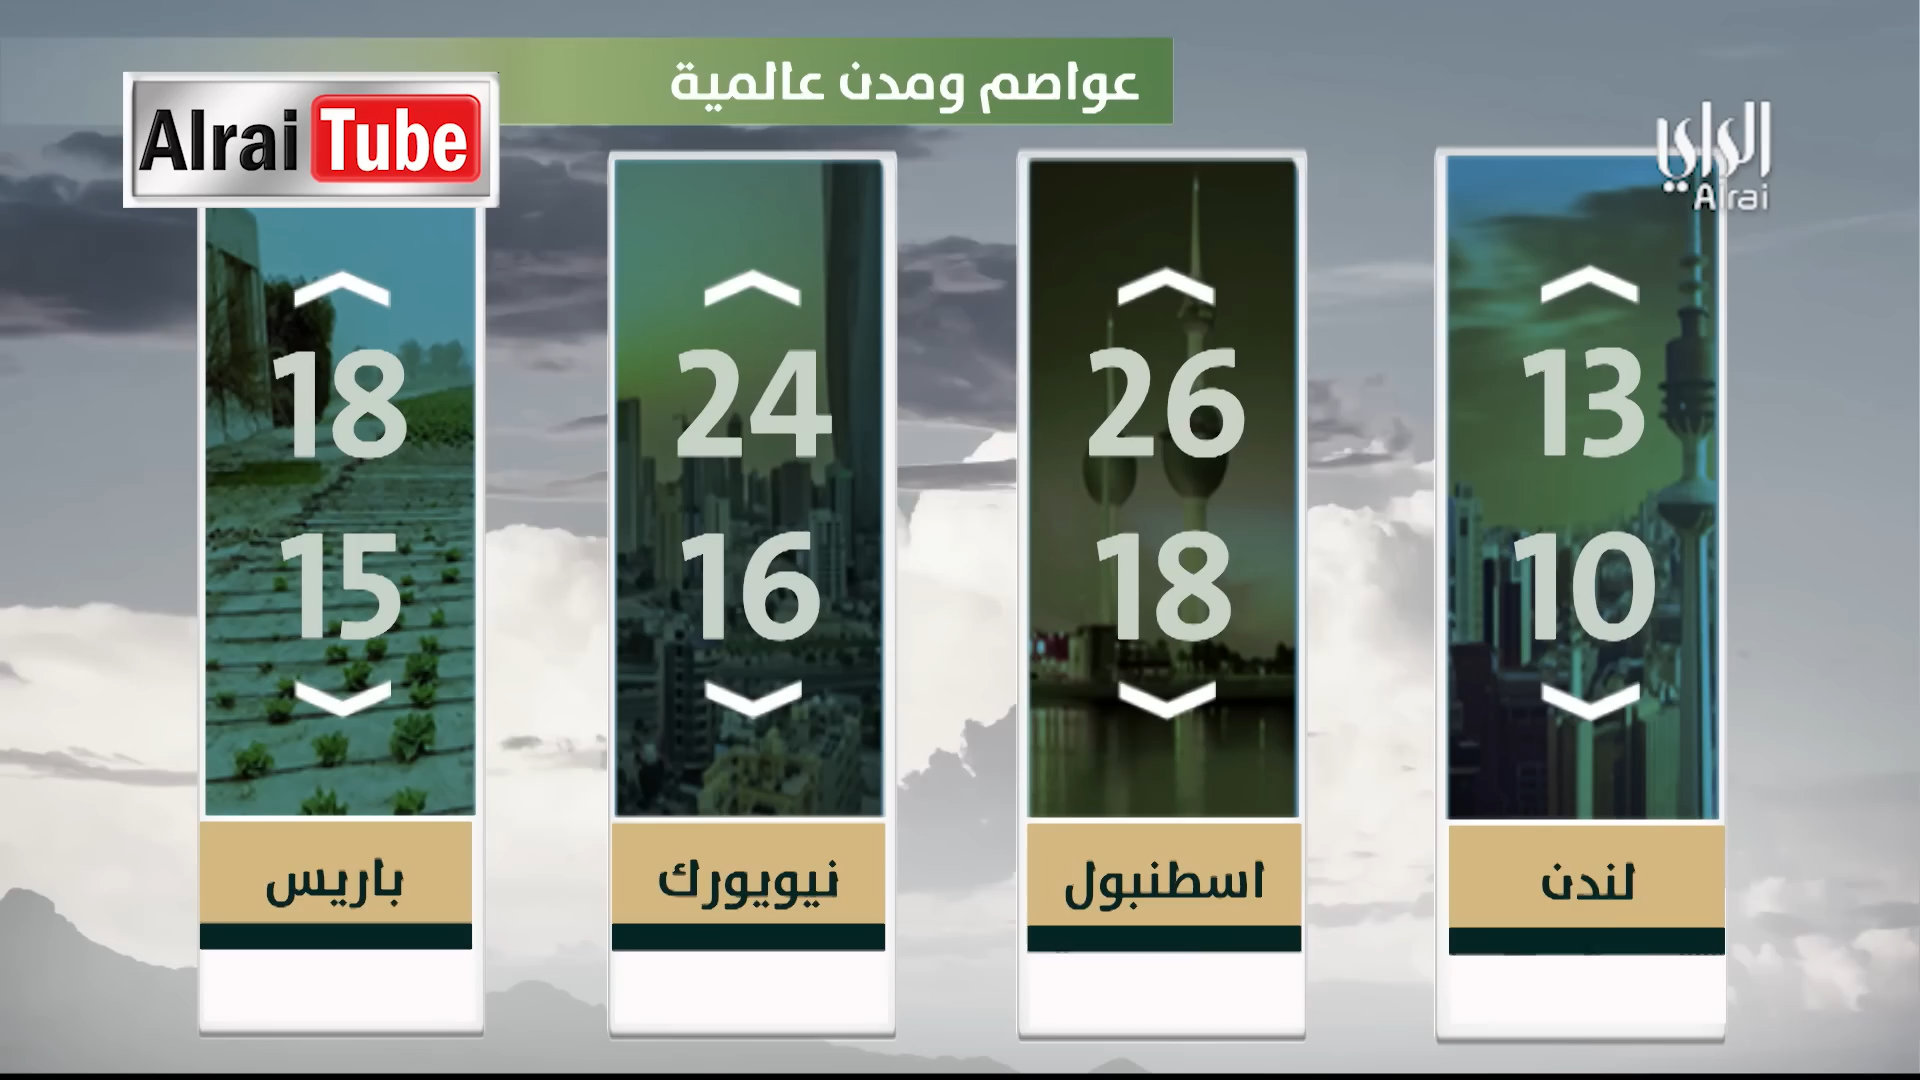 عواصم ومدن عالمية
Alrai Tube
الراي
Alrai
13
10
لندن
26
18
اسطنبول
24
16
نيويورك
18
15
باريس